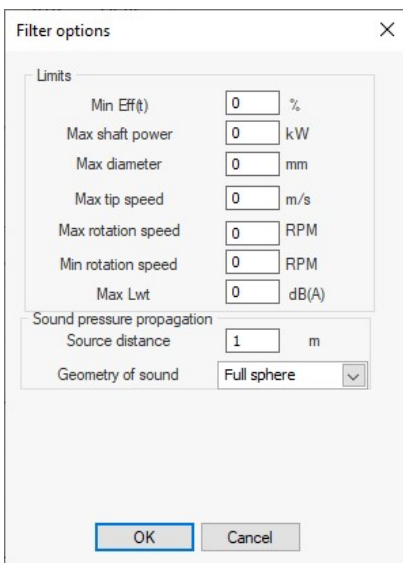 Filter options
Limits
Min Eff(t) 0 %
Max shaft power 0 kW
Max diameter 0 mm
Max tip speed 0 m/s
Max rotation speed 0 RPM
Min rotation speed 0 RPM
Max Lwt 0 dB(A)
Sound pressure propagation
Source distance 1 m
Geometry of sound Full sphere
OK Cancel